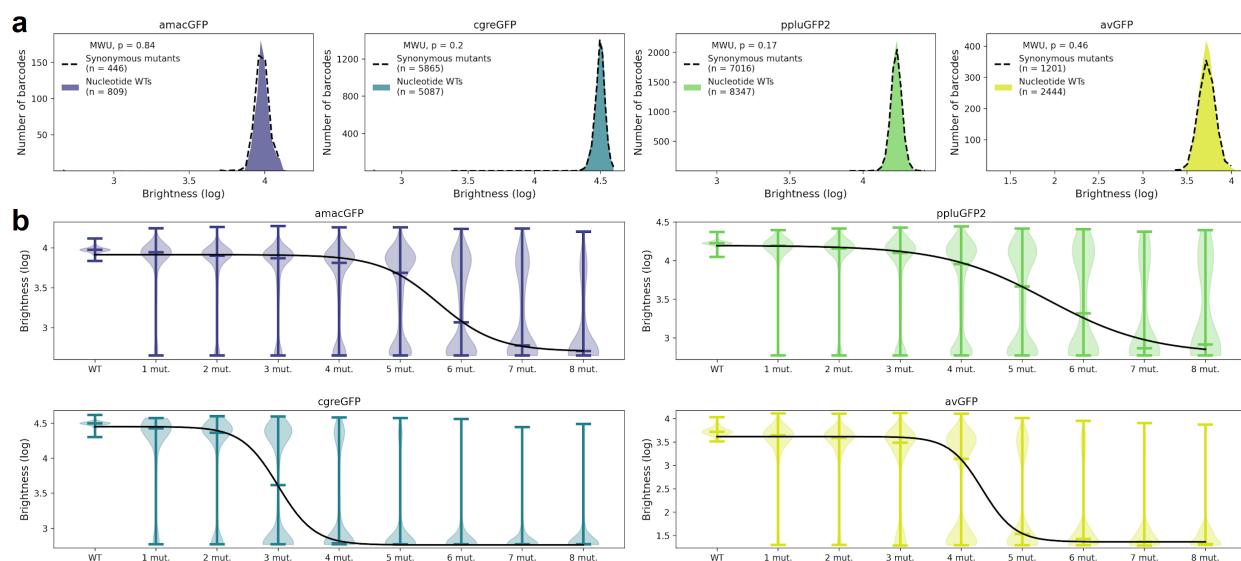 a
amacGFP
MWU, p = 0.84
Synonymous mutants
(n = 446)
Nucleotide WTs
(n = 809)
Number of barcodes
150
100
50
3
3.5
4
Brightness (log)
cgreGFP
MWU, p = 0.2
Synonymous mutants
(n = 5865)
Nucleotide WTs
(n = 5087)
Number of barcodes
1200
800
400
3
3.5
4
4.5
Brightness (log)
ppluGFP2
MWU, p = 0.17
Synonymous mutants
(n = 7016)
Nucleotide WTs
(n = 8347)
Number of barcodes
2000
1500
1000
500
3
3.5
4
Brightness (log)
avGFP
MWU, p = 0.46
Synonymous mutants
(n = 1201)
Nucleotide WTs
(n = 2444)
Number of barcodes
400
300
200
100
1.5
2
2.5
3
3.5
4
Brightness (log)
b
amacGFP
Brightness (log)
4
3.5
3
WT 1 mut. 2 mut. 3 mut. 4 mut. 5 mut. 6 mut. 7 mut. 8 mut.
ppluGFP2
Brightness (log)
4.5
4
3.5
3
WT 1 mut. 2 mut. 3 mut. 4 mut. 5 mut. 6 mut. 7 mut. 8 mut.
cgreGFP
Brightness (log)
4.5
4
3.5
3
WT 1 mut. 2 mut. 3 mut. 4 mut. 5 mut. 6 mut. 7 mut. 8 mut.
avGFP
Brightness (log)
4
3.5
3
2.5
2
1.5
WT 1 mut. 2 mut. 3 mut. 4 mut. 5 mut. 6 mut. 7 mut. 8 mut.